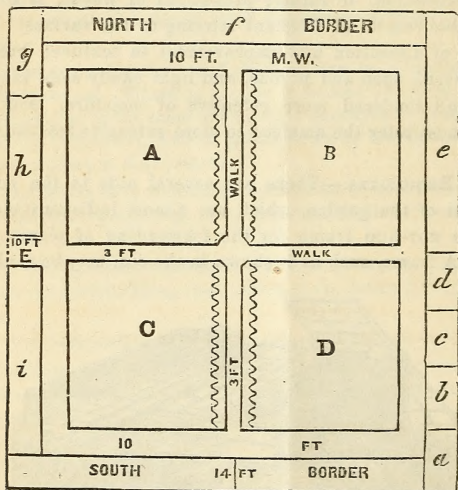 NORTH f BORDER
g 10 FT. M.W.
h A WALK B e
10 FT
E 3 FT WALK
d
C 3 FT D c
i b
10 FT
a
SOUTH 14 FT BORDER